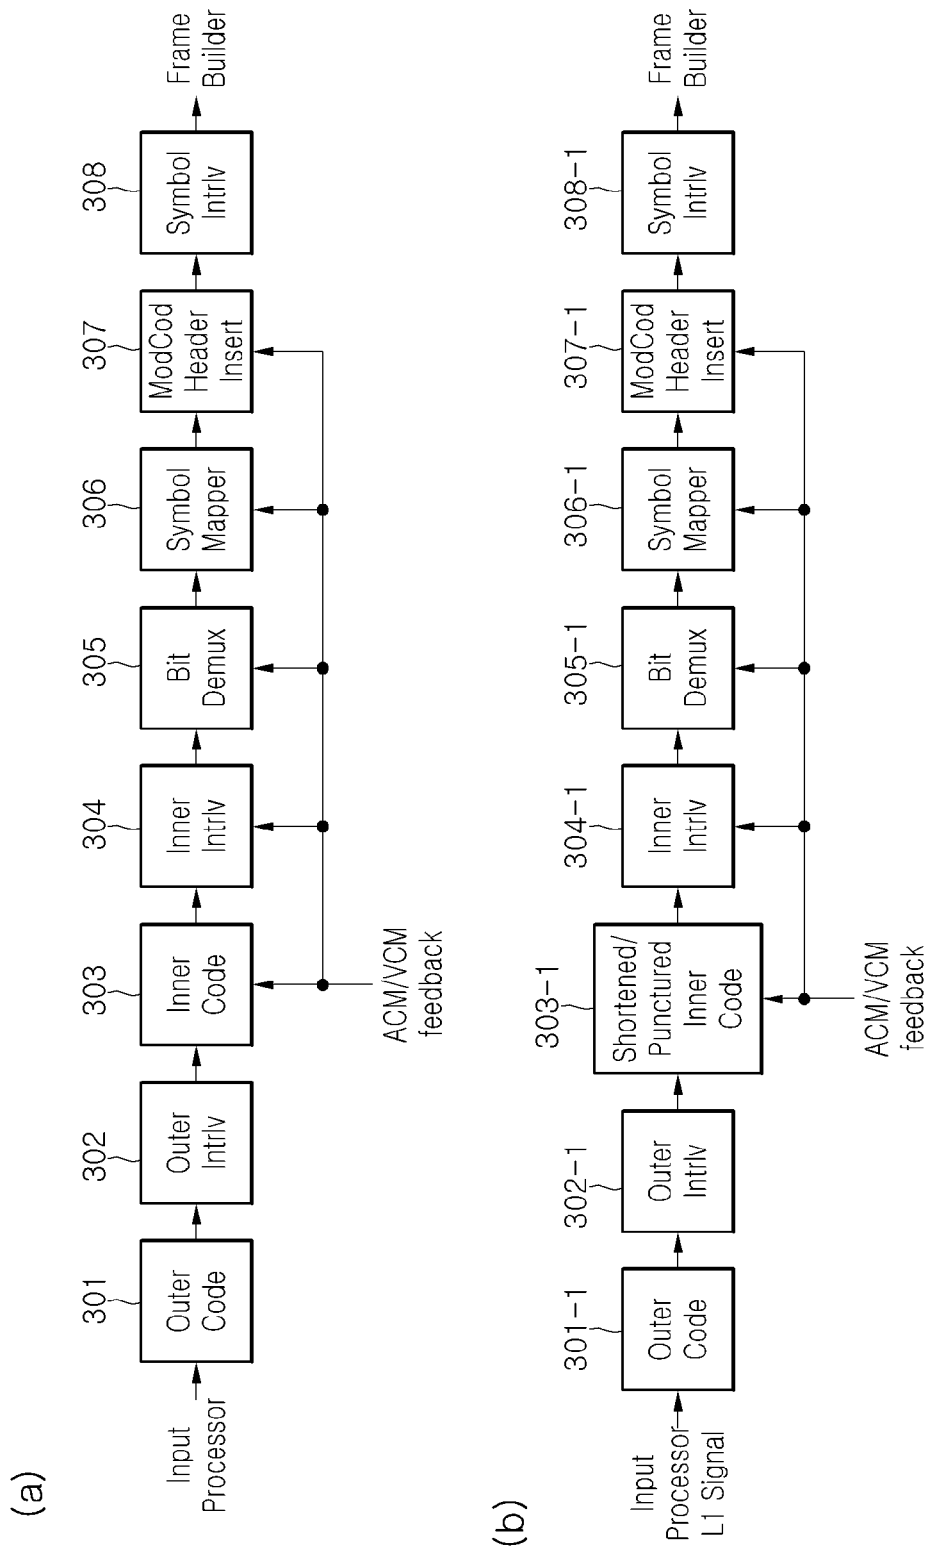 (a)
Input
Processor
301
Outer
Code
302
Outer
Intrlv
303
Inner
Code
ACM/VCM
feedback
304
Inner
Intrlv
305
Bit
Demux
306
Symbol
Mapper
307
ModCod
Header
Insert
308
Symbol
Intrlv
Frame
Builder
(b)
Input
Processor
L1 Signal
301-1
Outer
Code
302-1
Outer
Intrlv
303-1
Shortened/
Punctured
Inner
Code
ACM/VCM
feedback
304-1
Inner
Intrlv
305-1
Bit
Demux
306-1
Symbol
Mapper
307-1
ModCod
Header
Insert
308-1
Symbol
Intrlv
Frame
Builder